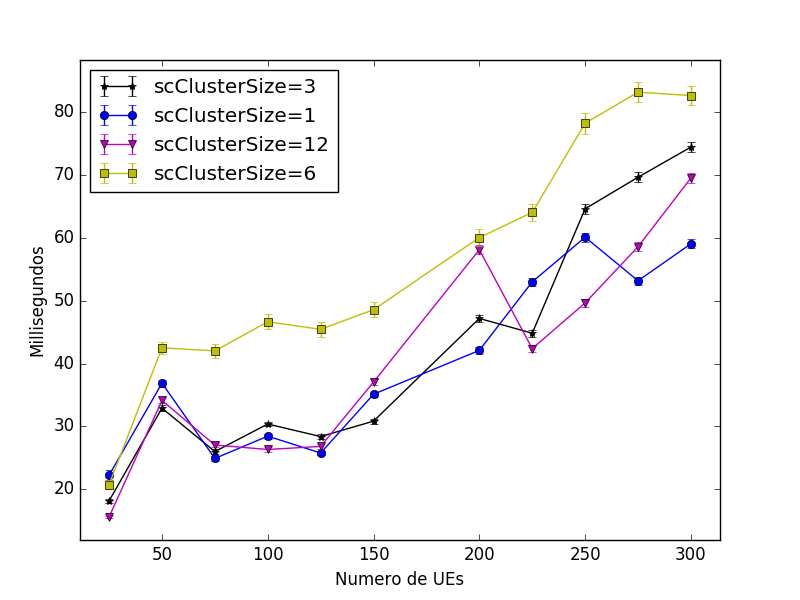 scClusterSize=3
scClusterSize=1
scClusterSize=12
scClusterSize=6
80
70
60
50
40
30
20
Millisegundos
50 100 150 200 250 300
Numero de UEs